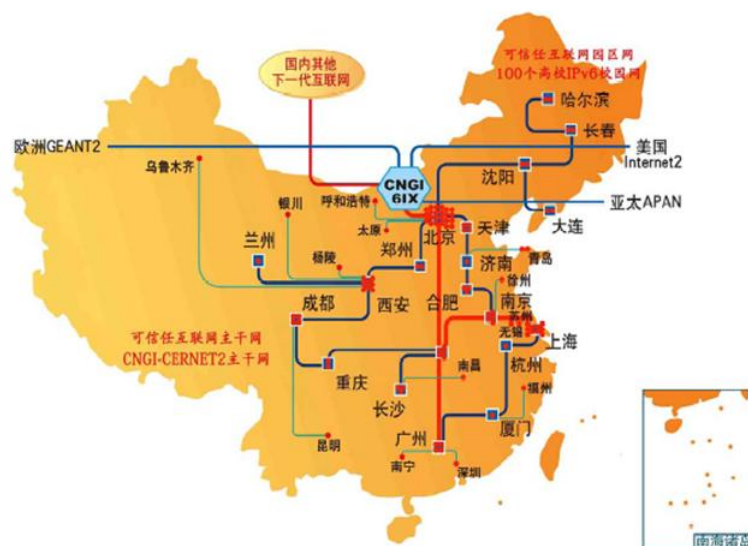 国内其他
下一代互联网
可信任互联网园区网
100个高校IPv6校园网
哈尔滨
长春
欧洲GEANT2
美国
Internet2
乌鲁木齐
CNGI
6IX
沈阳
呼和浩特
亚太APAN
银川
大连
太原
北京
天津
兰州
郑州
杨陵
济南
青岛
徐州
成都
西安
合肥
南京
苏州
无锡
上海
可信任互联网主干网
CNGI-CERNET2主干网
杭州
重庆
南昌
长沙
福州
广州
厦门
昆明
南宁
深圳
南海诸岛